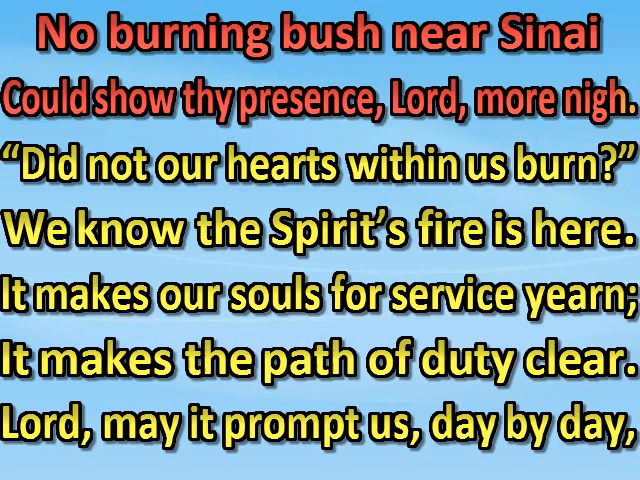 No burning bush near Sinai
Could show thy presence, Lord, more nigh.
“Did not our hearts within us burn?”
We know the Spirit’s fire is here.
It makes our souls for service yearn;
It makes the path of duty clear.
Lord, may it prompt us, day by day,